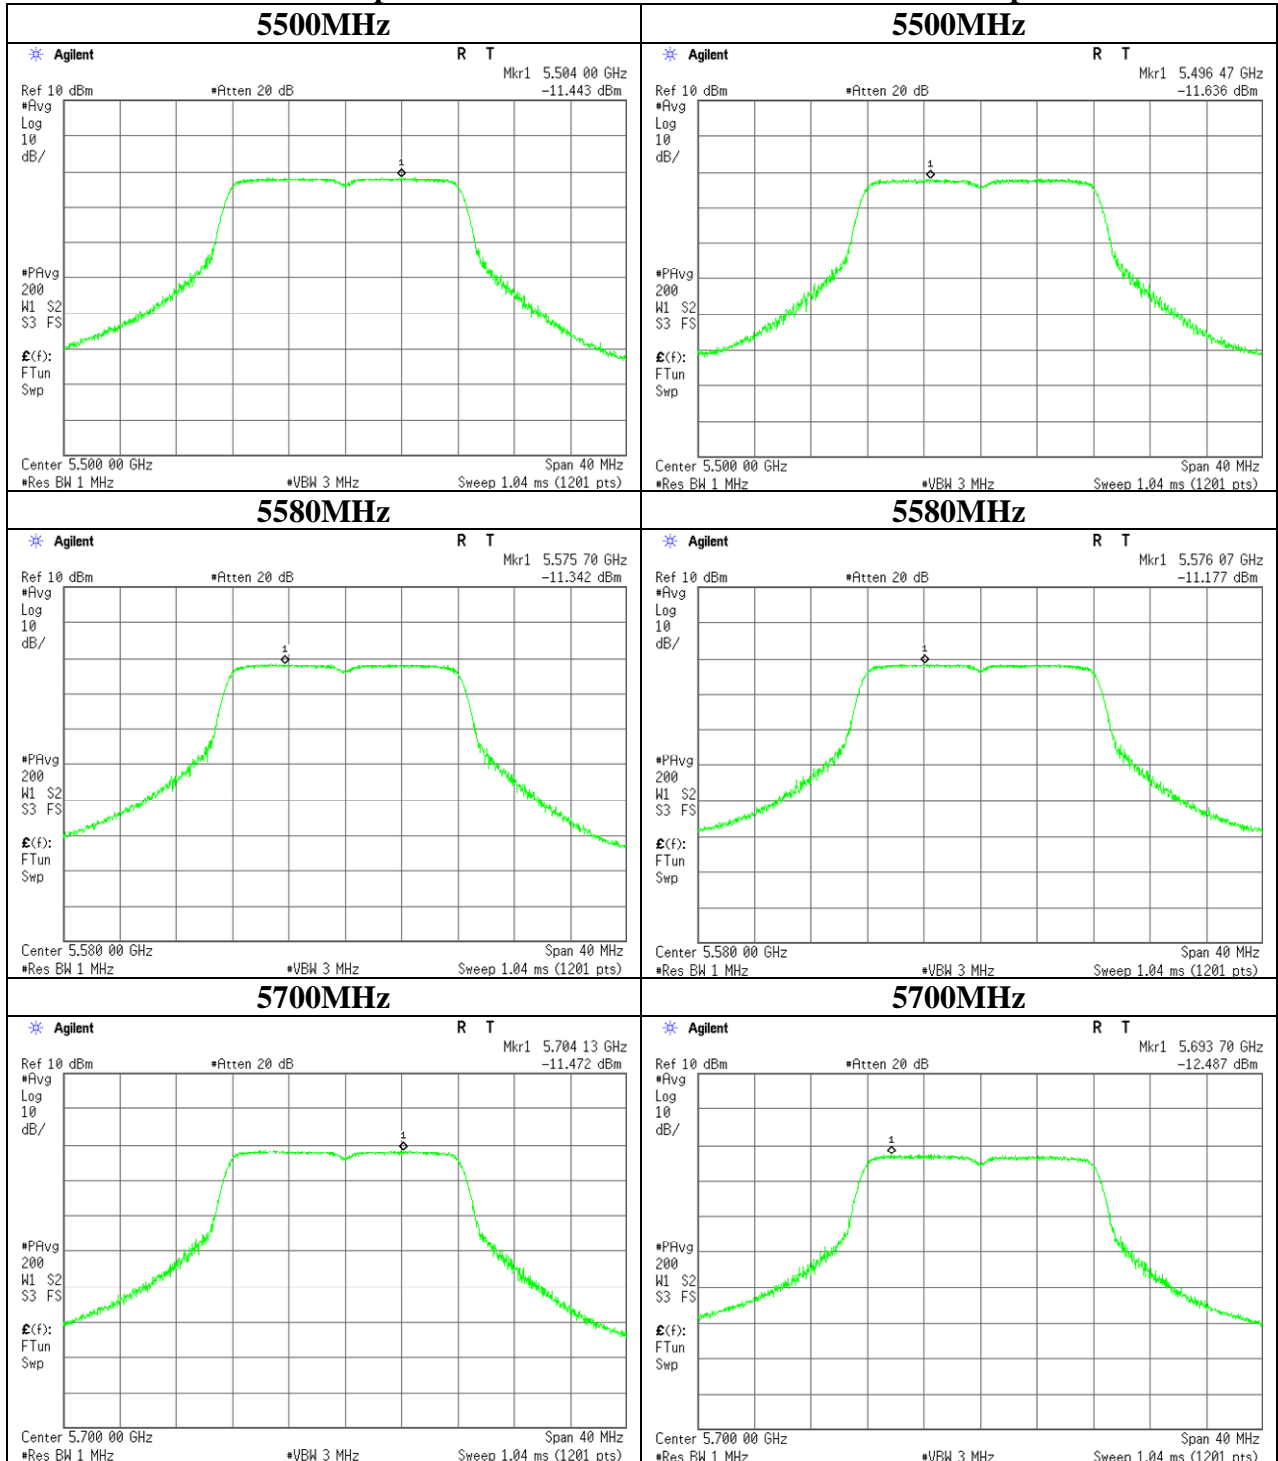 5500MHz
Agilent
R T
Mkr1 5.504 00 GHz
Ref 10 dBm #Atten 20 dB -11.443 dBm
#Avg
Log
10
dB/
1
#PAvg
200
W1 S2
S3 FS
£(f):
FTun
Swp
Center 5.500 00 GHz Span 40 MHz
#Res BW 1 MHz #VBW 3 MHz Sweep 1.04 ms (1201 pts)
5500MHz
Agilent
R T
Mkr1 5.496 47 GHz
Ref 10 dBm #Atten 20 dB -11.636 dBm
#Avg
Log
10
dB/
1
#PAvg
200
W1 S2
S3 FS
£(f):
FTun
Swp
Center 5.500 00 GHz Span 40 MHz
#Res BW 1 MHz #VBW 3 MHz Sweep 1.04 ms (1201 pts)
5580MHz
Agilent
R T
Mkr1 5.575 70 GHz
Ref 10 dBm #Atten 20 dB -11.342 dBm
#Avg
Log
10
dB/
1
#PAvg
200
W1 S2
S3 FS
£(f):
FTun
Swp
Center 5.580 00 GHz Span 40 MHz
#Res BW 1 MHz #VBW 3 MHz Sweep 1.04 ms (1201 pts)
5580MHz
Agilent
R T
Mkr1 5.576 07 GHz
Ref 10 dBm #Atten 20 dB -11.177 dBm
#Avg
Log
10
dB/
1
#PAvg
200
W1 S2
S3 FS
£(f):
FTun
Swp
Center 5.580 00 GHz Span 40 MHz
#Res BW 1 MHz #VBW 3 MHz Sweep 1.04 ms (1201 pts)
5700MHz
Agilent
R T
Mkr1 5.704 13 GHz
Ref 10 dBm #Atten 20 dB -11.472 dBm
#Avg
Log
10
dB/
1
#PAvg
200
W1 S2
S3 FS
£(f):
FTun
Swp
Center 5.700 00 GHz Span 40 MHz
#Res BW 1 MHz #VBW 3 MHz Sweep 1.04 ms (1201 pts)
5700MHz
Agilent
R T
Mkr1 5.693 70 GHz
Ref 10 dBm #Atten 20 dB -12.487 dBm
#Avg
Log
10
dB/
1
#PAvg
200
W1 S2
S3 FS
£(f):
FTun
Swp
Center 5.700 00 GHz Span 40 MHz
#Res BW 1 MHz #VBW 3 MHz Sweep 1.04 ms (1201 pts)